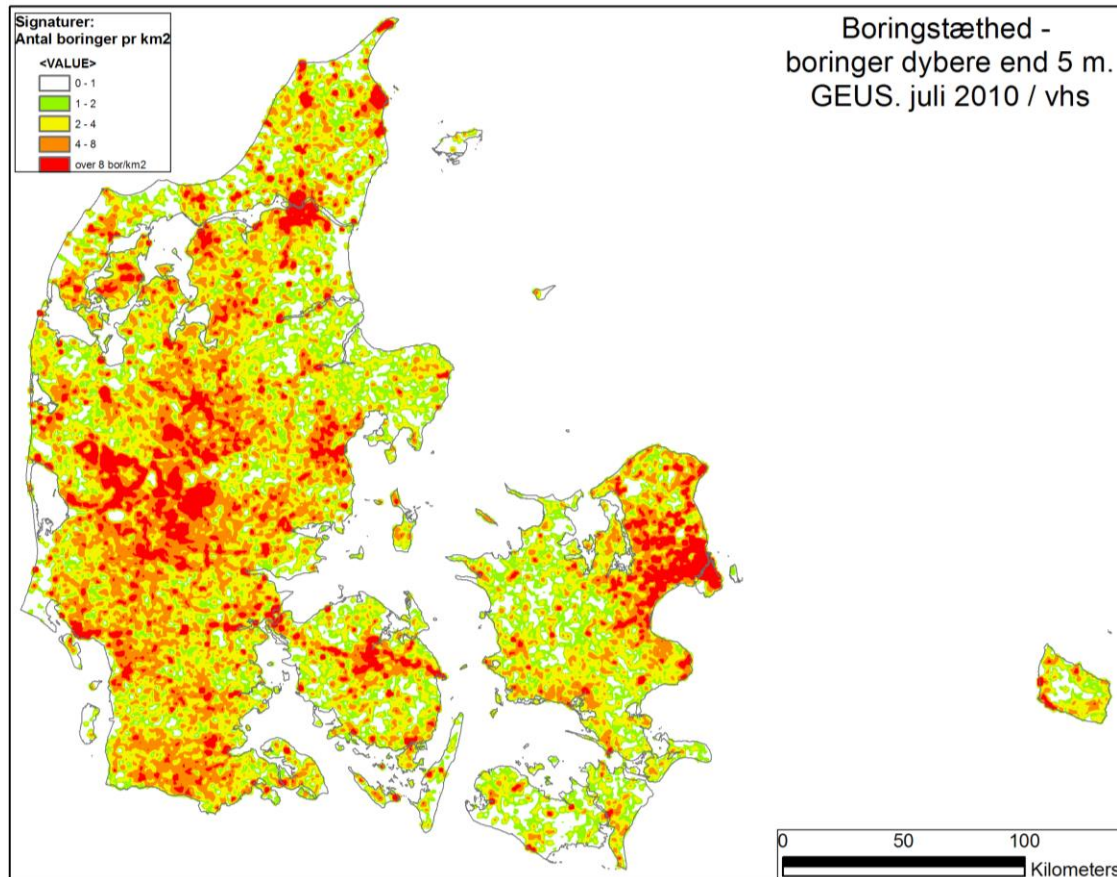 Signaturer:
Antal boringer pr km2
<VALUE>
0 - 1
1 - 2
2 - 4
4 - 8
over 8 bor/km2
Boringstæthed -
boringer dybere end 5 m.
GEUS. juli 2010 / vhs
0 50 100
Kilometers